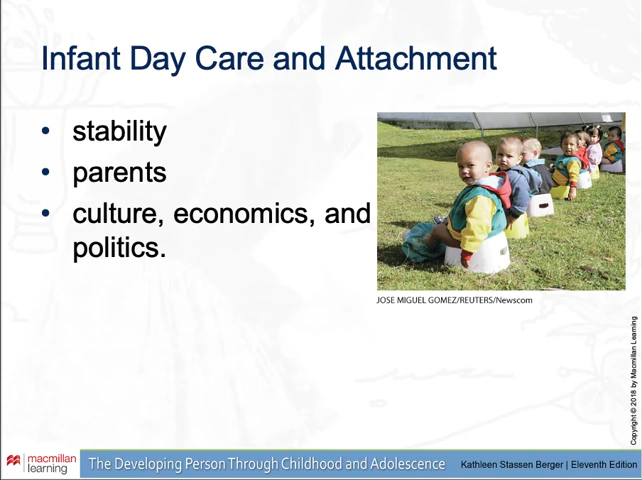 Infant Day Care and Attachment
• stability
• parents
• culture, economics, and
politics.
JOSE MIGUEL GOMEZ/REUTERS/Newscom
Copyright © 2018 by Macmillan Learning
macmillan
learning
The Developing Person Through Childhood and Adolescence
Kathleen Stassen Berger | Eleventh Edition